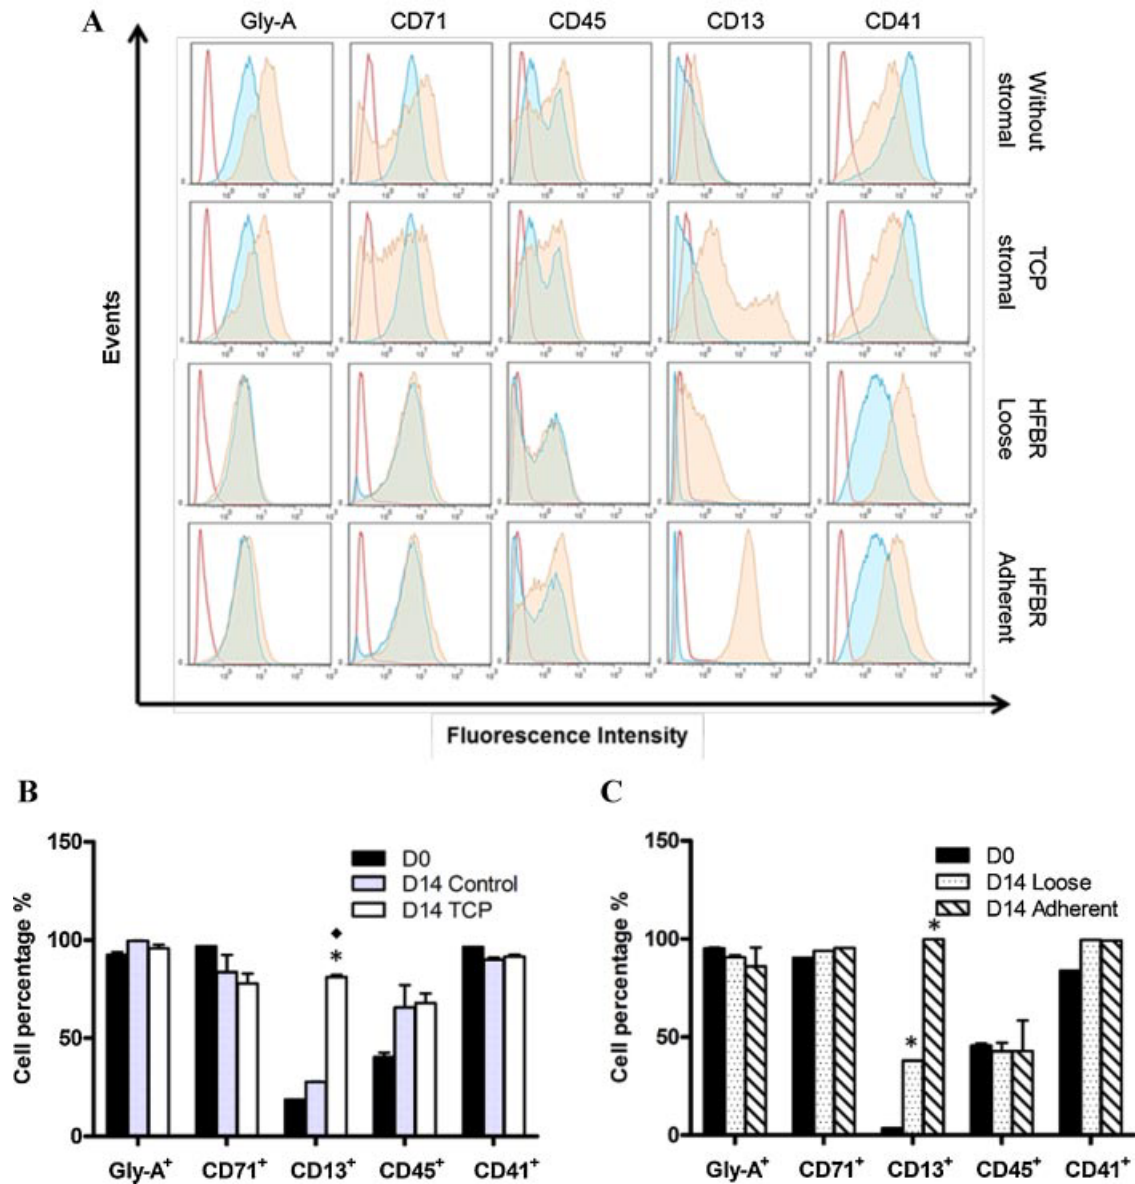 A
Gly-A CD71 CD45 CD13 CD41
Without stromal
TCP stromal
HFBR Loose
HFBR Adherent
Events
Fluorescence Intensity
B
150
100
50
0
Cell percentage %
D0
D14 Control
D14 TCP
◆
*
Gly-A⁺ CD71⁺ CD13⁺ CD45⁺ CD41⁺
C
150
100
50
0
Cell percentage %
D0
D14 Loose
D14 Adherent
*
*
Gly-A⁺ CD71⁺ CD13⁺ CD45⁺ CD41⁺